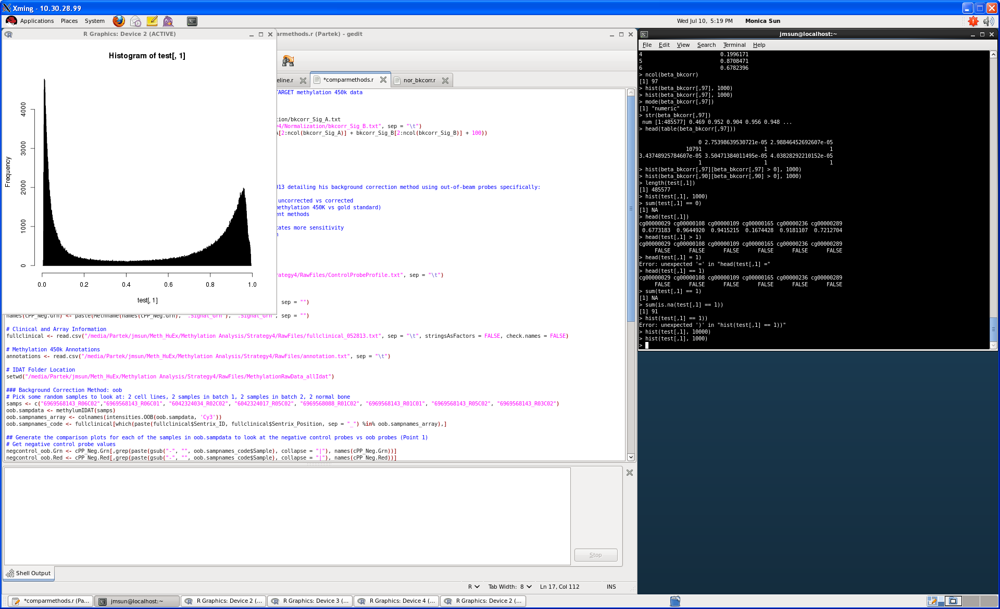 Xming - 10.30.28.99
Applications Places System
Wed Jul 10, 5:19 PM Monica Sun
R Graphics: Device 2 (ACTIVE)
Histogram of test[, 1]
Frequency
0 1000 2000 3000 4000
0.0 0.2 0.4 0.6 0.8 1.0
test[, 1]
armethods.r (Partek) - gedit
eline.r
*comparmethods.r
nor_bkcorr.r
TARGET methylation 450k data
tion/bkcorr_Sig_A.txt
y4/Normalization/bkcorr_Sig_B.txt", sep = "\t")
A[2:ncol(bkcorr_Sig_A)] + bkcorr_Sig_B[2:ncol(bkcorr_Sig_B)] + 100))
013 detailing his background correction method using out-of-beam probes specifically:
uncorrected vs corrected
methylation 450K vs gold standard)
ent methods
cates more sensitivity
rategy4/RawFiles/ControlProbeProfile.txt", sep = "\t")
sep = "")
names(cPP_Neg.Grn) <- paste(Methname(names(cPP_Neg.Grn), ".Signal_Grn"), ".Signal_Grn", sep = "")
# Clinical and Array Information
fullclinical <- read.csv("/media/Partek/jmsun/Meth_HuEx/Methylation Analysis/Strategy4/RawFiles/fullclinical_052813.txt", sep = "\t", stringsAsFactors = FALSE, check.names = FALSE)
# Methylation 450k Annotations
annotations <- read.csv("/media/Partek/jmsun/Meth_HuEx/Methylation Analysis/Strategy4/RawFiles/annotation.txt", sep = "\t")
# IDAT Folder Location
setwd("/media/Partek/jmsun/Meth_HuEx/Methylation Analysis/Strategy4/RawFiles/MethylationRawData_allIdat")
### Background Correction Method: oob
# Pick some random samples to look at: 2 cell lines, 2 samples in batch 1, 2 samples in batch 2, 2 normal bone
samps <- c("6969568143_R06C02","6969568143_R06C01", "6042324034_R02C02", "6042324017_R05C02", "6969568088_R01C02", "6969568143_R01C01", "6969568143_R05C02", "6969568143_R03C02")
oob.sampdata <- methylumIDAT(samps)
oob.sampnames_array <- colnames(intensities.OOB(oob.sampdata, 'Cy3'))
oob.sampnames_code <- fullclinical[which(paste(fullclinical$Sentrix_ID, fullclinical$Sentrix_Position, sep = "_") %in% oob.sampnames_array),]
## Generate the comparison plots for each of the samples in oob.sampdata to look at the negative control probes vs oob probes (Point 1)
# Get negative control probe values
negcontrol_oob.Grn <- cPP_Neg.Grn[,grep(paste(gsub("-", "", oob.sampnames_code$Sample), collapse = "|"), names(cPP_Neg.Grn))]
negcontrol_oob.Red <- cPP_Neg.Red[,grep(paste(gsub("-", "", oob.sampnames_code$Sample), collapse = "|"), names(cPP_Neg.Red))]
Stop
Shell Output
R Tab Width: 8 Ln 17, Col 112 INS
jmsun@localhost:~
File Edit View Search Terminal Help
4 0.1996171
5 0.8708471
6 0.6782396
> ncol(beta_bkcorr)
[1] 97
> hist(beta_bkcorr[,97], 1000)
> hist(beta_bkcorr[,97], 1000)
> mode(beta_bkcorr[,97])
[1] "numeric"
> str(beta_bkcorr[,97])
num [1:485577] 0.469 0.952 0.904 0.956 0.948 ...
> head(table(beta_bkcorr[,97]))
0 2.75398639530721e-05 2.98846452692607e-05
10791 1 1
3.43748925784607e-05 3.50471384011495e-05 4.03828292210152e-05
1 1 1
> hist(beta_bkcorr[,97][beta_bkcorr[,97] > 0], 1000)
> hist(beta_bkcorr[,90][beta_bkcorr[,90] > 0], 1000)
> length(test[,1])
[1] 485577
> hist(test[,1], 1000)
> sum(test[,1] == 0)
[1] NA
> head(test[,1])
cg00000029 cg00000108 cg00000109 cg00000165 cg00000236 cg00000289
0.6773183 0.9644920 0.9415215 0.1674428 0.9181107 0.7212704
> head(test[,1] > 1)
cg00000029 cg00000108 cg00000109 cg00000165 cg00000236 cg00000289
FALSE FALSE FALSE FALSE FALSE FALSE
> head(test[,1] = 1)
Error: unexpected '=' in "head(test[,1] ="
> head(test[,1] == 1)
cg00000029 cg00000108 cg00000109 cg00000165 cg00000236 cg00000289
FALSE FALSE FALSE FALSE FALSE FALSE
> sum(test[,1] == 1)
[1] NA
> sum(is.na(test[,1] == 1))
[1] 91
> hist(test[,1] == 1))
Error: unexpected ')' in "hist(test[,1] == 1))"
> hist(test[,1], 10000)
> hist(test[,1], 1000)
>
*comparmethods.r (Pa...
jmsun@localhost:~
R Graphics: Device 2 (...
R Graphics: Device 3 (...
R Graphics: Device 4 (...
R Graphics: Device 2 (...